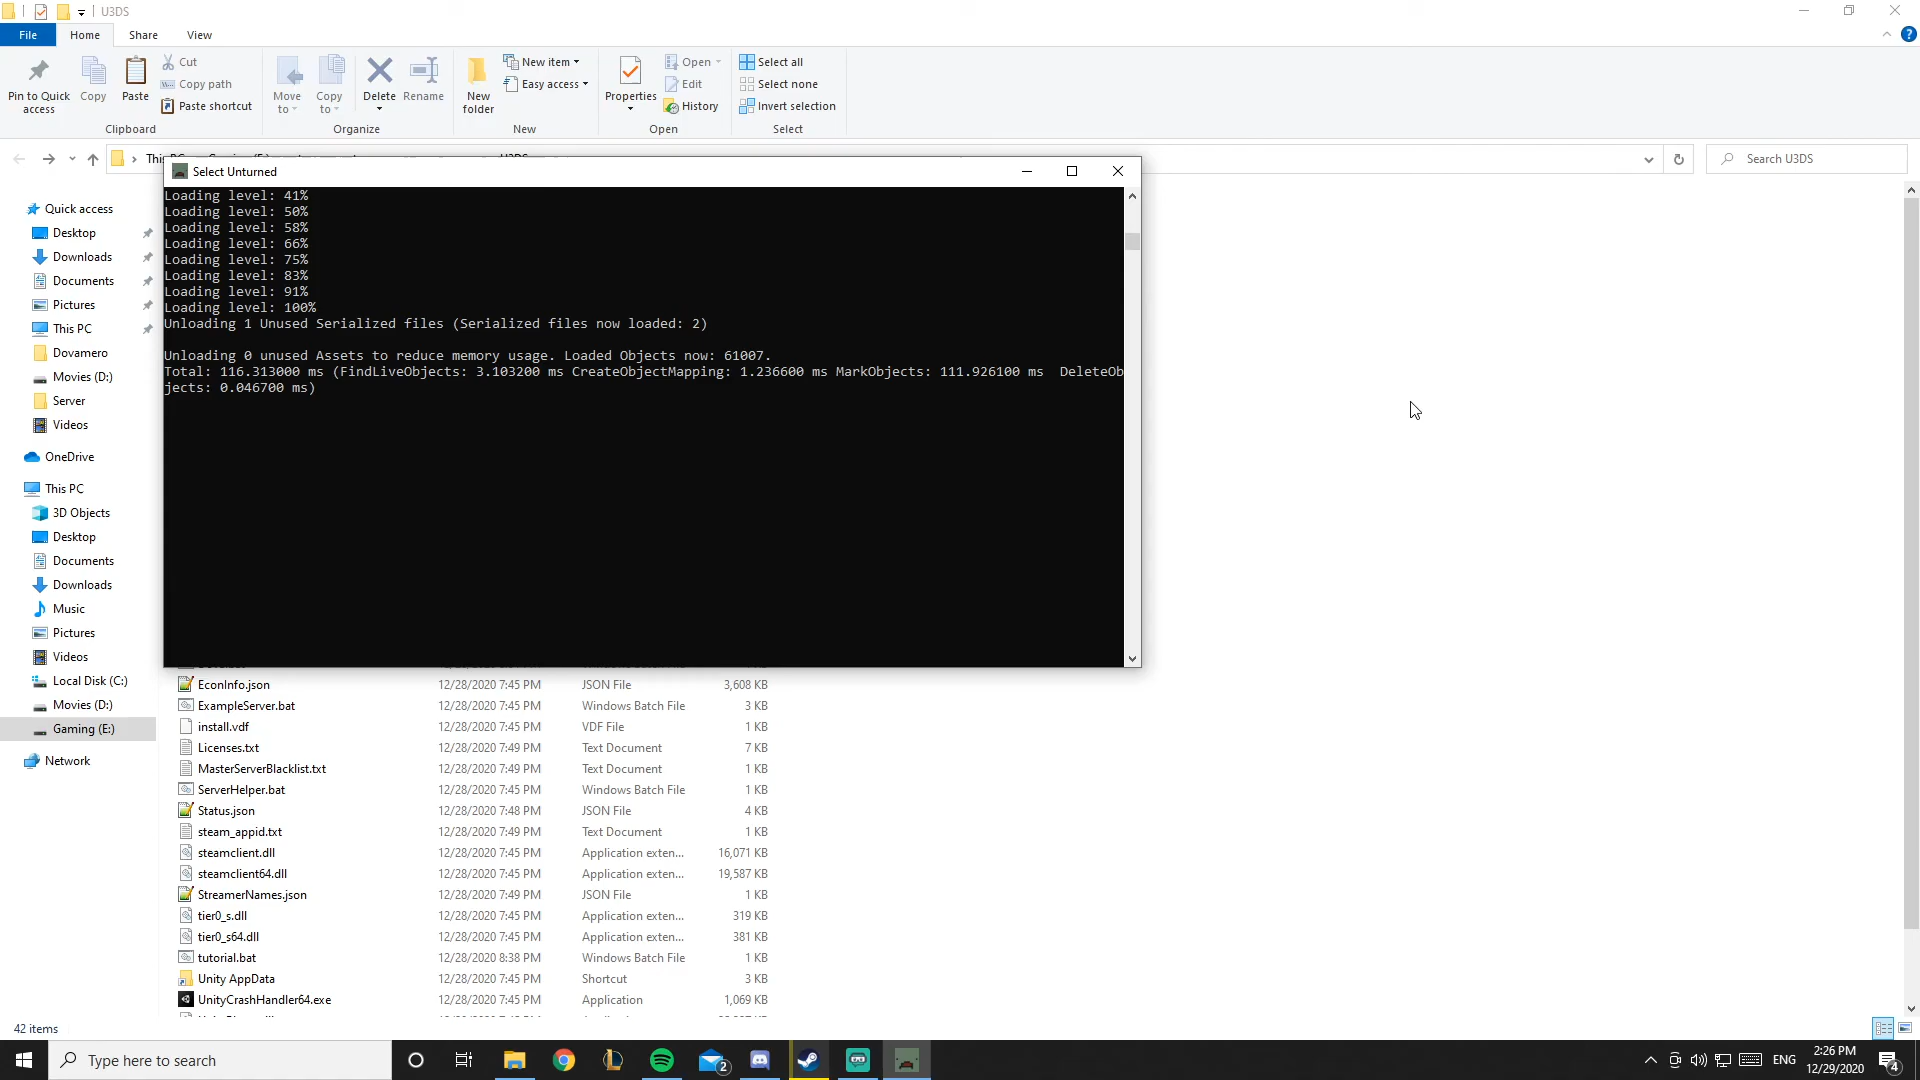 U3DS
File
Home
Share
View
Pin to Quick access
Copy
Paste
Cut
Copy path
Paste shortcut
Clipboard
Move to
Copy to
Delete
Rename
Organize
New folder
New item
Easy access
New
Properties
Open
Edit
History
Open
Select all
Select none
Invert selection
Select
Search U3DS
Select Unturned
Loading level: 41%
Loading level: 50%
Loading level: 58%
Loading level: 66%
Loading level: 75%
Loading level: 83%
Loading level: 91%
Loading level: 100%
Unloading 1 Unused Serialized files (Serialized files now loaded: 2)
Unloading 0 unused Assets to reduce memory usage. Loaded Objects now: 61007.
Total: 116.313000 ms (FindLiveObjects: 3.103200 ms CreateObjectMapping: 1.236600 ms MarkObjects: 111.926100 ms  DeleteOb
jects: 0.046700 ms)
Quick access
Desktop
Downloads
Documents
Pictures
This PC
Dovamero
Movies (D:)
Server
Videos
OneDrive
This PC
3D Objects
Desktop
Documents
Downloads
Music
Pictures
Videos
Local Disk (C:)
Movies (D:)
Gaming (E:)
Network
EconInfo.json 12/28/2020 7:45 PM JSON File 3,608 KB
ExampleServer.bat 12/28/2020 7:45 PM Windows Batch File 3 KB
install.vdf 12/28/2020 7:45 PM VDF File 1 KB
Licenses.txt 12/28/2020 7:49 PM Text Document 7 KB
MasterServerBlacklist.txt 12/28/2020 7:49 PM Text Document 1 KB
ServerHelper.bat 12/28/2020 7:45 PM Windows Batch File 1 KB
Status.json 12/28/2020 7:48 PM JSON File 4 KB
steam_appid.txt 12/28/2020 7:49 PM Text Document 1 KB
steamclient.dll 12/28/2020 7:45 PM Application exten... 16,071 KB
steamclient64.dll 12/28/2020 7:45 PM Application exten... 19,587 KB
StreamerNames.json 12/28/2020 7:49 PM JSON File 1 KB
tier0_s.dll 12/28/2020 7:45 PM Application exten... 319 KB
tier0_s64.dll 12/28/2020 7:45 PM Application exten... 381 KB
tutorial.bat 12/28/2020 8:38 PM Windows Batch File 1 KB
Unity AppData 12/28/2020 7:45 PM Shortcut 3 KB
UnityCrashHandler64.exe 12/28/2020 7:45 PM Application 1,069 KB
42 items
Type here to search
2
ENG
2:26 PM
12/29/2020
4